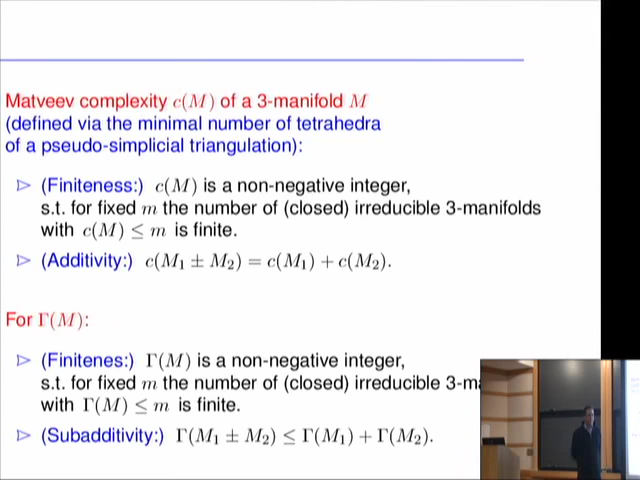 Matveev complexity c(M) of a 3-manifold M
(defined via the minimal number of tetrahedra
of a pseudo-simplicial triangulation):
▷ (Finiteness:) c(M) is a non-negative integer,
s.t. for fixed m the number of (closed) irreducible 3-manifolds
with c(M) ≤ m is finite.
▷ (Additivity:) c(M₁ ± M₂) = c(M₁) + c(M₂).
For Γ(M):
▷ (Finitenes:) Γ(M) is a non-negative integer,
s.t. for fixed m the number of (closed) irreducible
with Γ(M) ≤ m is finite.
▷ (Subadditivity:) Γ(M₁ ± M₂) ≤ Γ(M₁) + Γ(M₂).